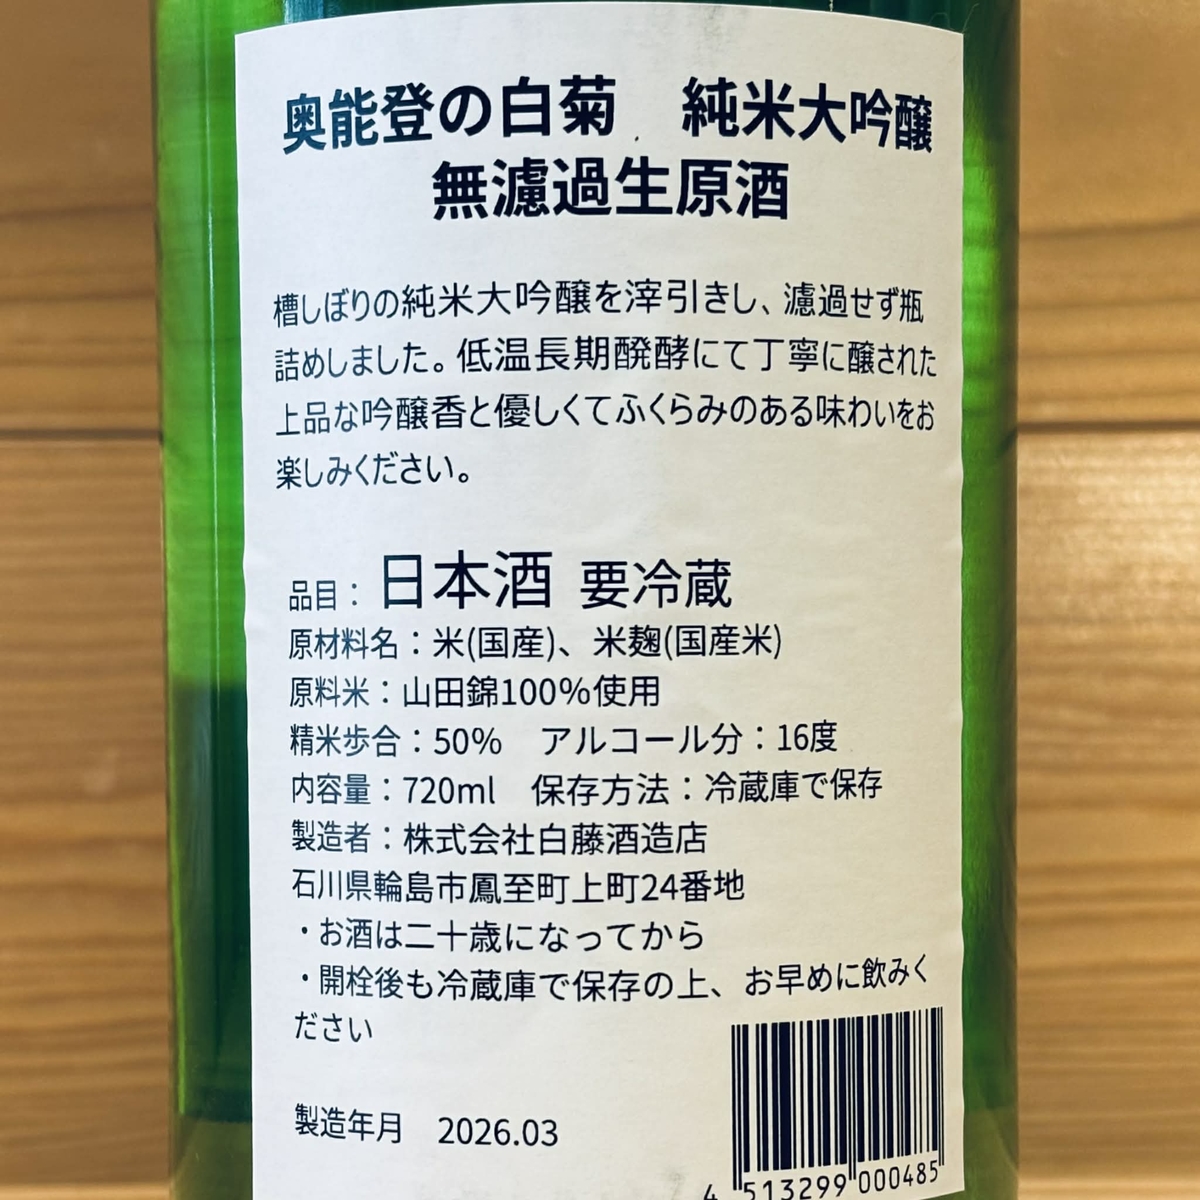 奥能登の白菊　純米大吟醸
無濾過生原酒
槽しぼりの純米大吟醸を滓引きし、濾過せず瓶
詰めしました。低温長期醗酵にて丁寧に醸された
上品な吟醸香と優しくてふくらみのある味わいをお
楽しみください。
品目：日本酒 要冷蔵
原材料名：米(国産)、米麹(国産米)
原料米：山田錦100%使用
精米歩合：50%　アルコール分：16度
内容量：720ml　保存方法：冷蔵庫で保存
製造者：株式会社白藤酒造店
石川県輪島市鳳至町上町24番地
・お酒は二十歳になってから
・開栓後も冷蔵庫で保存の上、お早めに飲みく
ださい
製造年月　2026.03
4 513299 000485